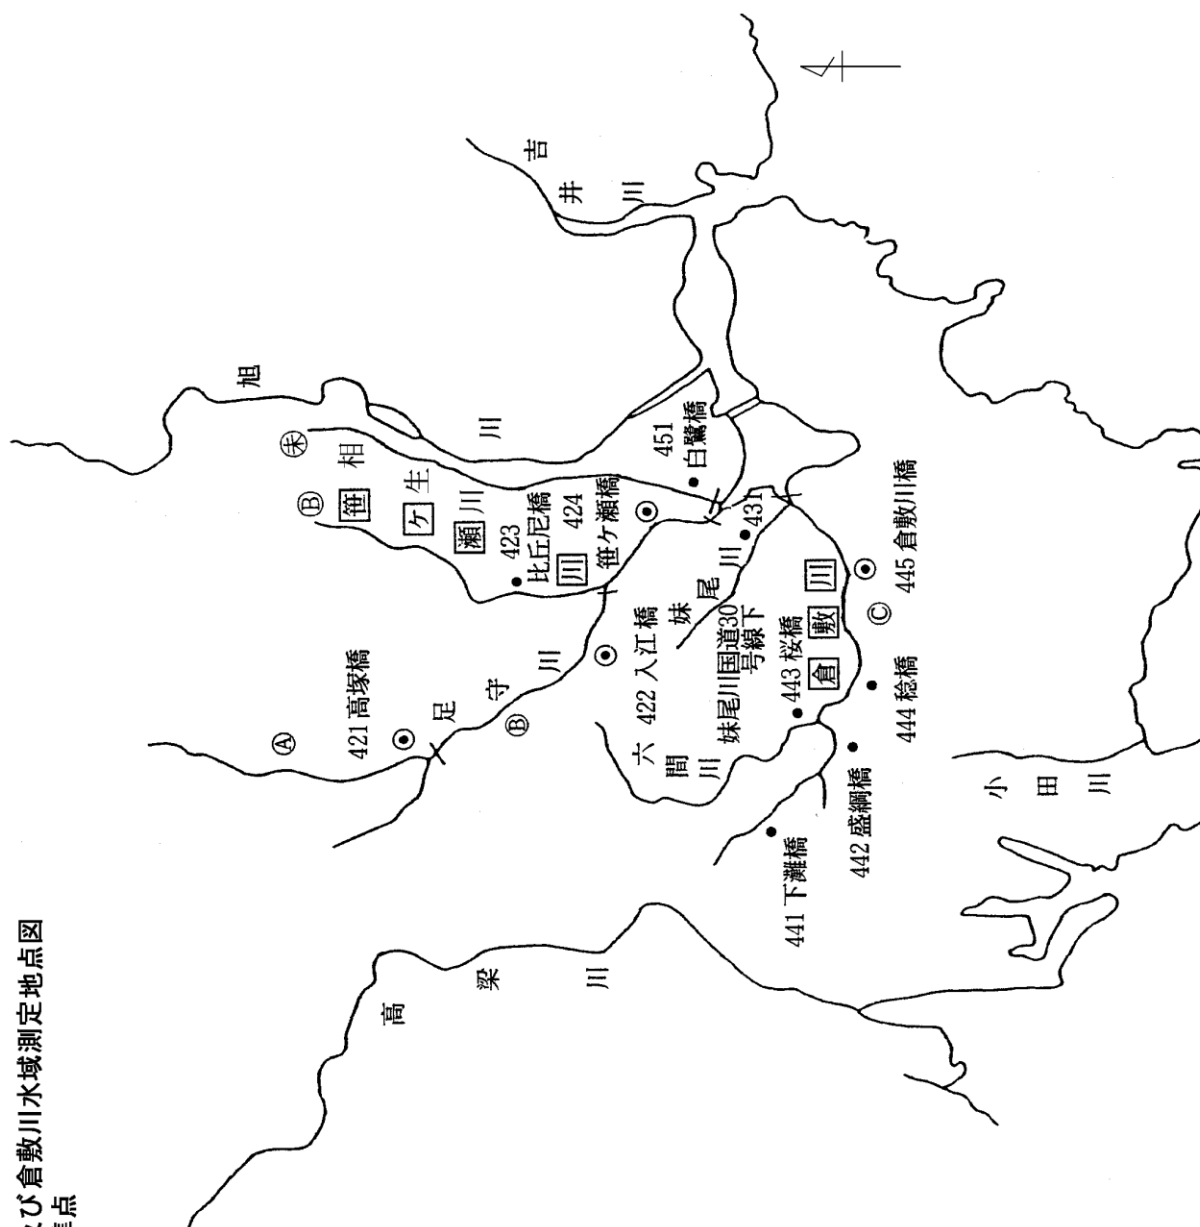 び倉敷川水域測定地点図
点
吉井川
旭川
未
相生川
B
笹ケ瀬川
423
比丘尼橋
424
笹ケ瀬橋
451
白鷺橋
431
妹尾川
妹尾川国道30
号線下
A
421 高塚橋
足守川
B
422 入江橋
六間川
443 桜橋
倉敷川
C
445 倉敷川橋
444 稔橋
442 盛綱橋
441 下灘橋
小田川
高梁川